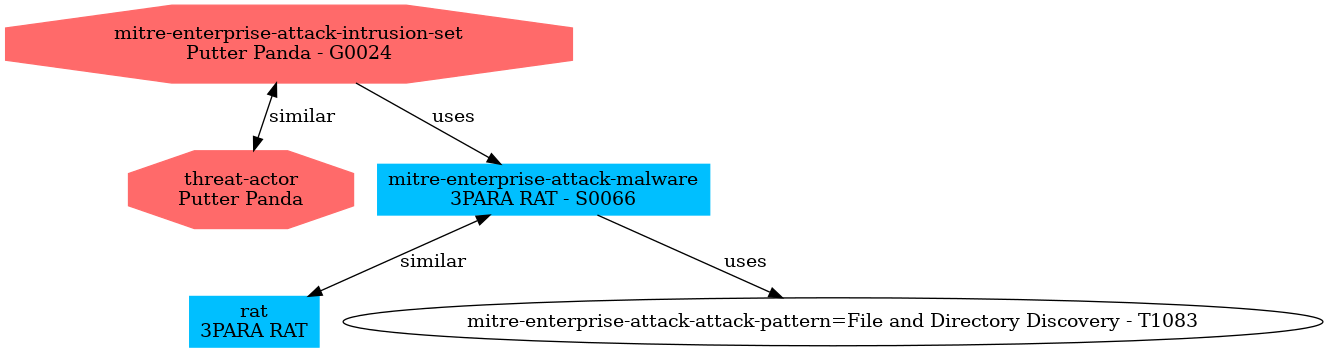 mitre-enterprise-attack-intrusion-set
Putter Panda - G0024
similar
uses
threat-actor
Putter Panda
mitre-enterprise-attack-malware
3PARA RAT - S0066
similar
uses
rat
3PARA RAT
mitre-enterprise-attack-attack-pattern=File and Directory Discovery - T1083